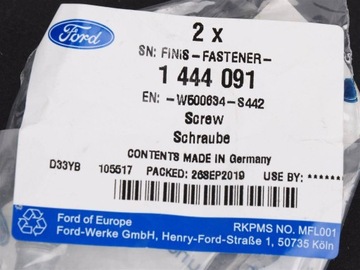 Ford
2 x
SN: FINiS-FASTENER-
1 444 091
EN: -W500634-S442
Screw
Schraube
CONTENTS MADE IN Germany
D33YB 105517 PACKED: 26SEP2019 USE BY: ******
Ford of Europe RKPMS NO. MFL001
Ford-Werke GmbH, Henry-Ford-Straße 1, 50735 Köln